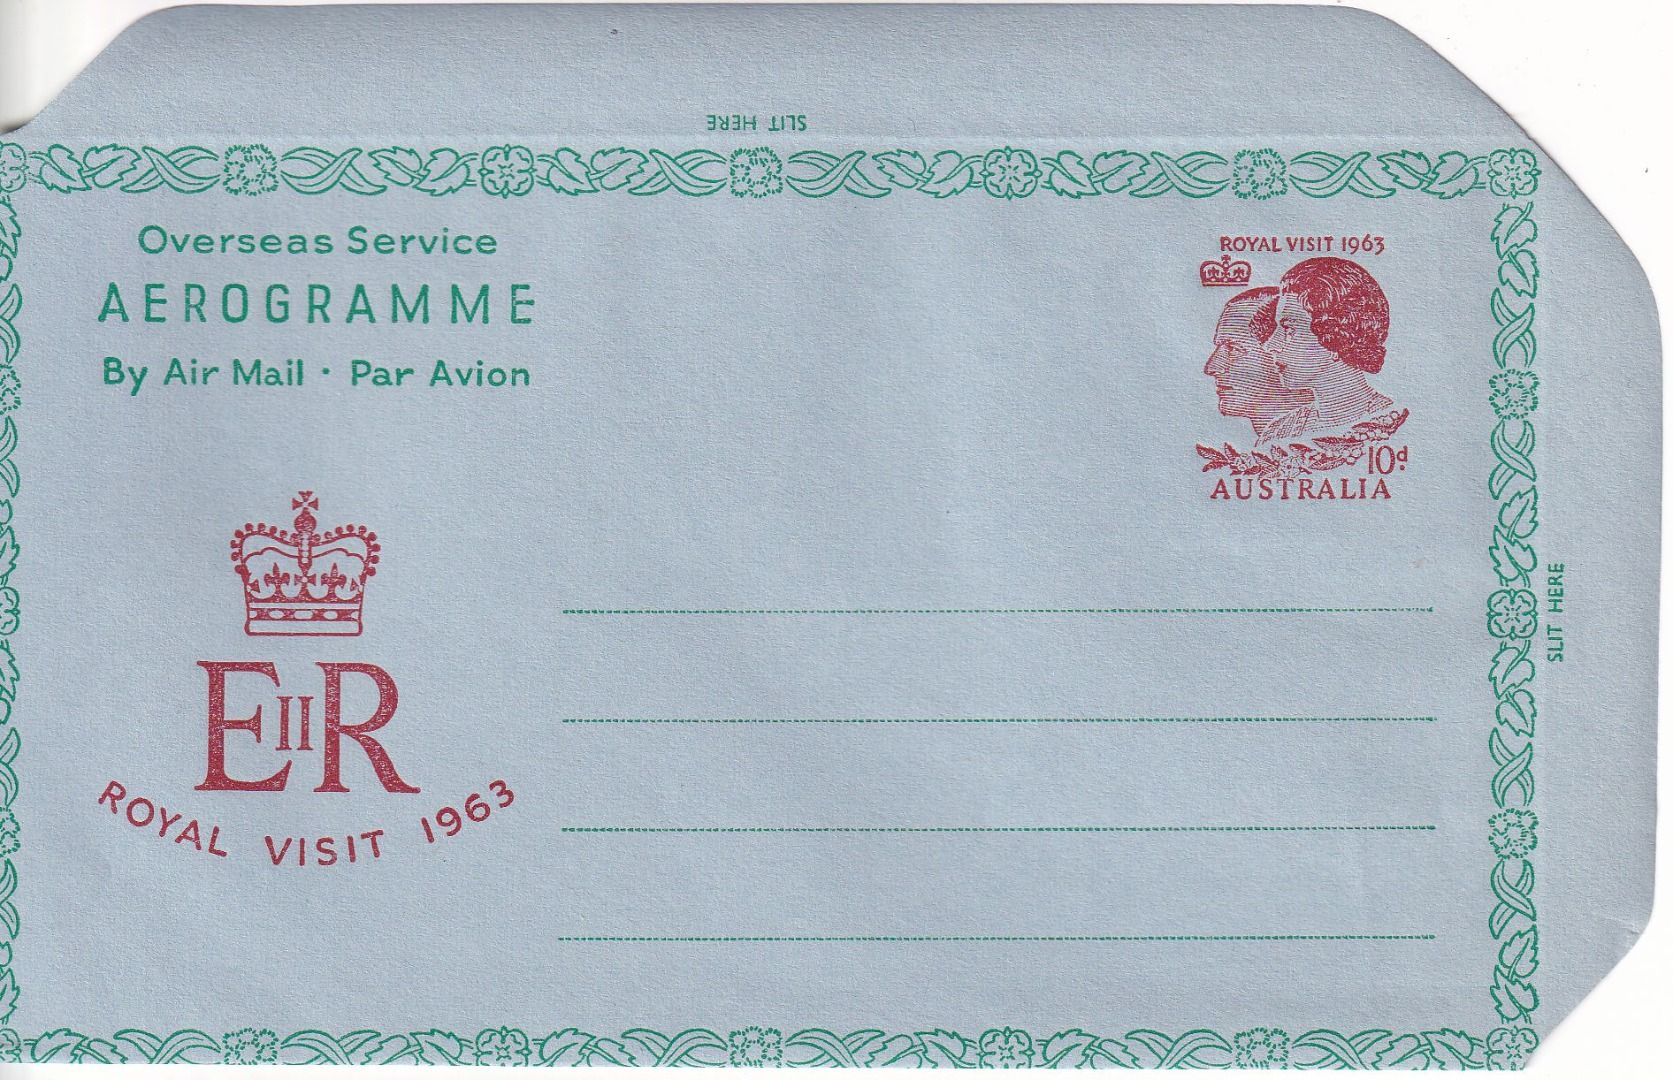 SLIT HERE
Overseas Service
AEROGRAMME
By Air Mail · Par Avion
ROYAL VISIT 1963
10d
AUSTRALIA
EIIR
ROYAL VISIT 1963
SLIT HERE